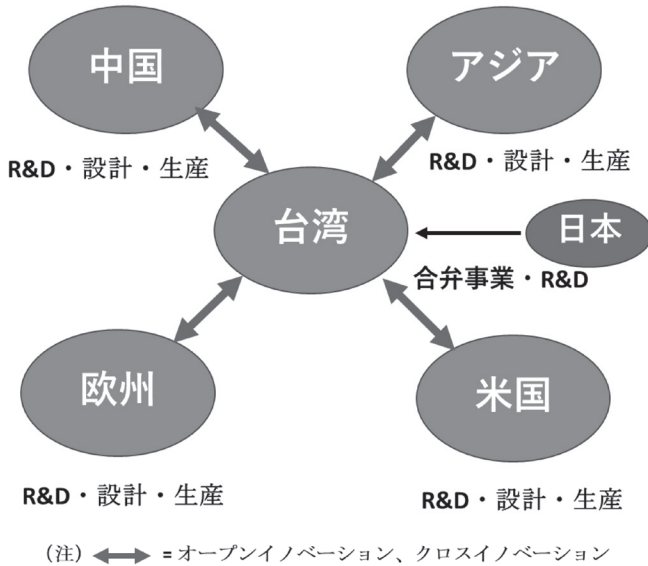 中国
アジア
R&D・設計・生産
R&D・設計・生産
台湾
日本
合弁事業・R&D
欧州
米国
R&D・設計・生産
R&D・設計・生産
（注） = オープンイノベーション、クロスイノベーション